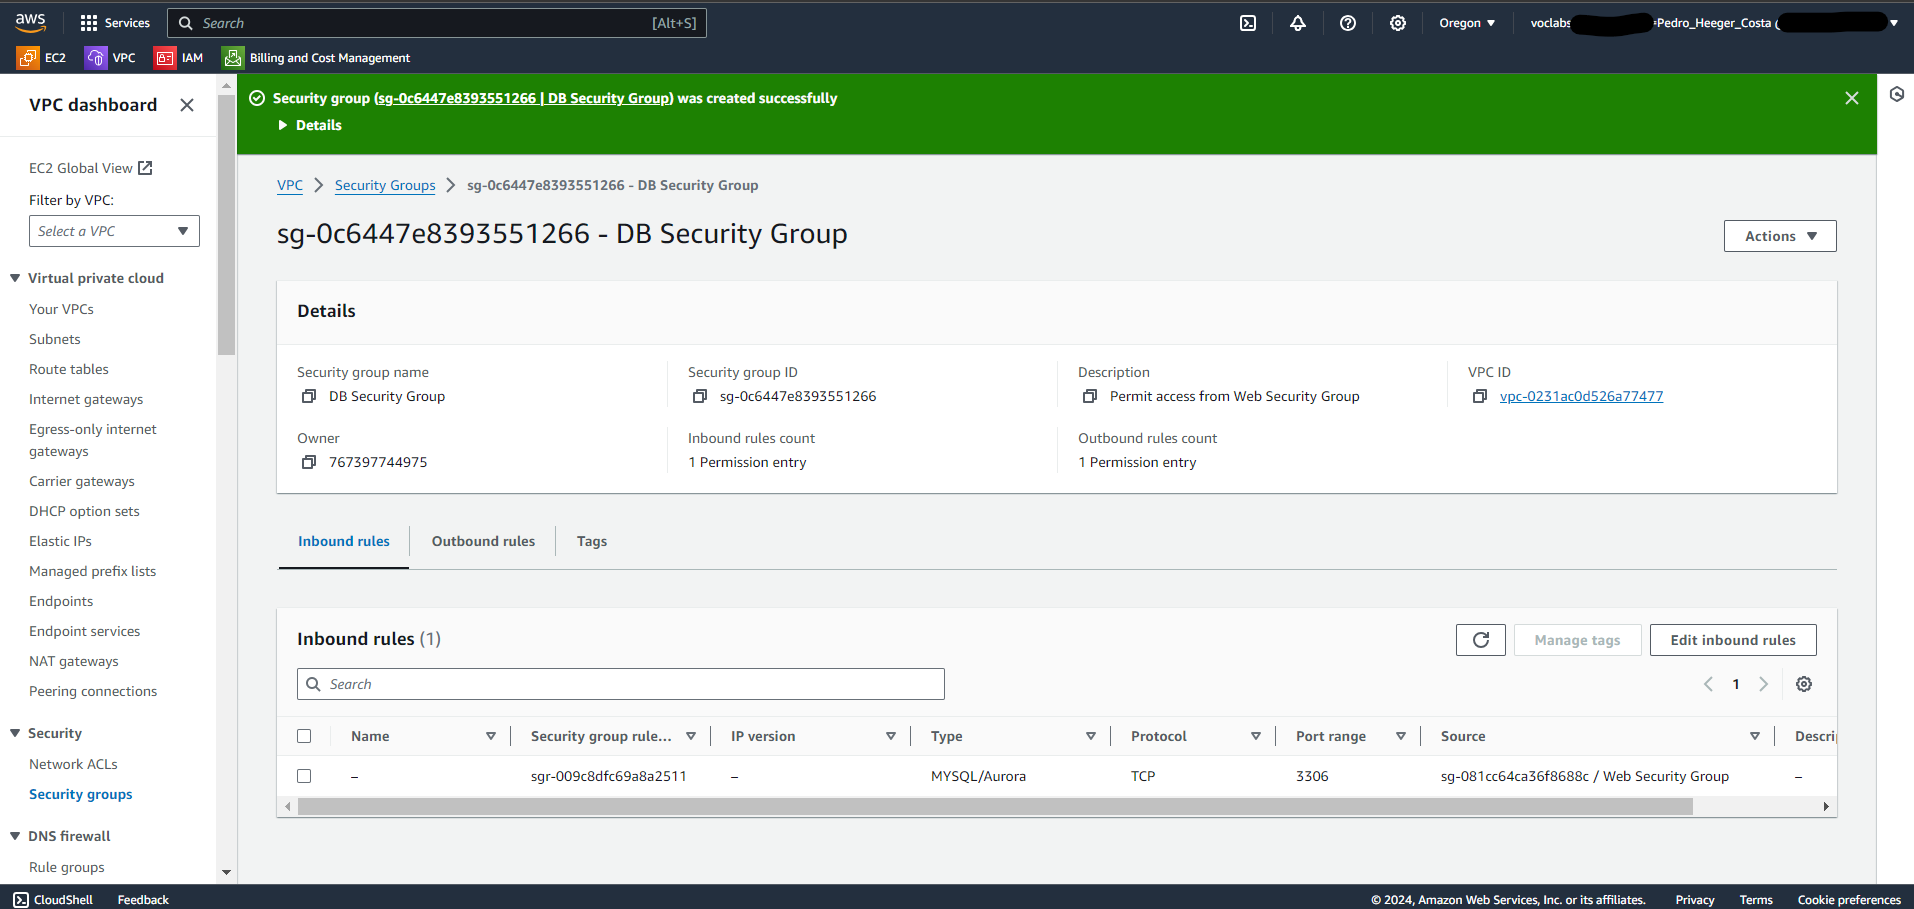 aws Services Search [Alt+S] Oregon voclabs Pedro_Heeger_Costa
EC2 VPC IAM Billing and Cost Management
VPC dashboard
EC2 Global View
Filter by VPC:
Select a VPC
Virtual private cloud
Your VPCs
Subnets
Route tables
Internet gateways
Egress-only internet
gateways
Carrier gateways
DHCP option sets
Elastic IPs
Managed prefix lists
Endpoints
Endpoint services
NAT gateways
Peering connections
Security
Network ACLs
Security groups
DNS firewall
Rule groups
Security group (sg-0c6447e8393551266 | DB Security Group) was created successfully
Details
VPC Security Groups sg-0c6447e8393551266 - DB Security Group
sg-0c6447e8393551266 - DB Security Group
Actions
Details
Security group name Security group ID Description VPC ID
DB Security Group sg-0c6447e8393551266 Permit access from Web Security Group vpc-0231ac0d526a77477
Owner Inbound rules count Outbound rules count
767397744975 1 Permission entry 1 Permission entry
Inbound rules Outbound rules Tags
Inbound rules (1) Manage tags Edit inbound rules
Search 1
Name Security group rule... IP version Type Protocol Port range Source Descri
– sgr-009c8dfc69a8a2511 – MYSQL/Aurora TCP 3306 sg-081cc64ca36f8688c / Web Security Group –
CloudShell Feedback © 2024, Amazon Web Services, Inc. or its affiliates. Privacy Terms Cookie preferences